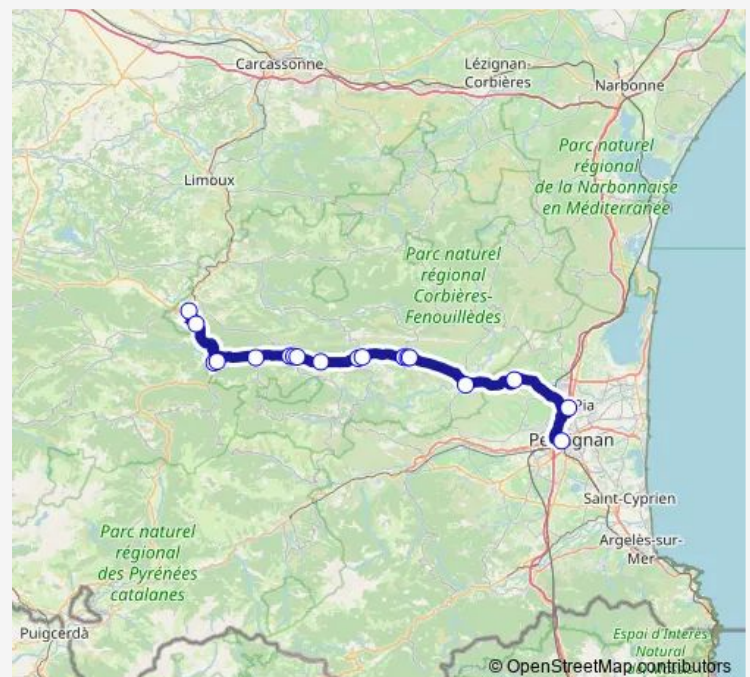 Carcassonne
Lézignan-
Corbières
Narbonne
Parc naturel
régional
de la Narbonnaise
en Méditerranée
Limoux
Parc naturel
régional
Corbières-
Fenouillèdes
Pia
Saint-Cyprien
Argelès-sur-
Mer
Parc naturel
régional
des Pyrénées
catalanes
Puigcerdà
Espai d'Interès
Natural
© OpenStreetMap contributors